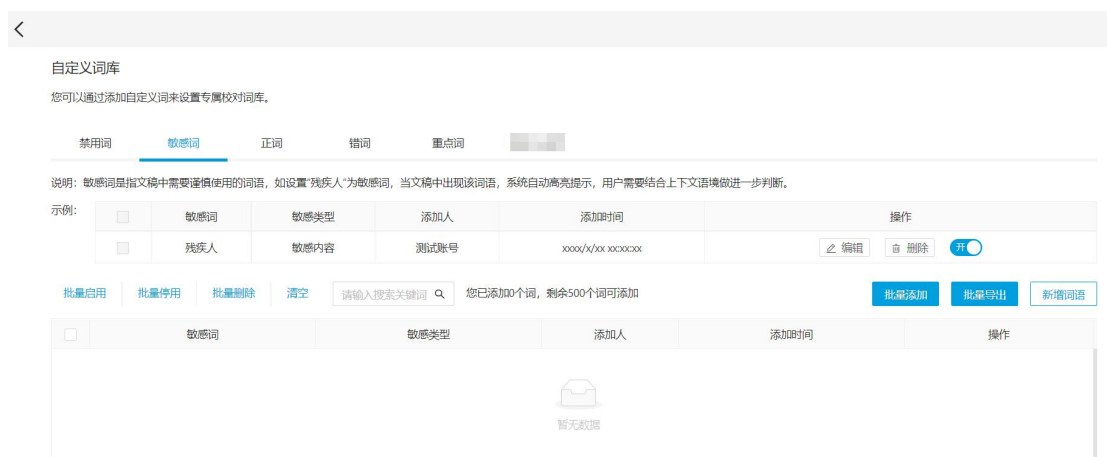 自定义词库
您可以通过添加自定义词来设置专属校对词库。
禁用词 敏感词 正词 错词 重点词
说明：敏感词是指文稿中需要谨慎使用的词语，如设置"残疾人"为敏感词，当文稿中出现该词语，系统自动高亮提示，用户需要结合上下文语境做进一步判断。
示例： 敏感词 敏感类型 添加人 添加时间 操作
残疾人 敏感内容 测试账号 xxxx/x/xx xx:xx:xx 编辑 删除 开
批量启用 批量停用 批量删除 清空 请输入搜索关键词 您已添加0个词，剩余500个词可添加 批量添加 批量导出 新增词语
敏感词 敏感类型 添加人 添加时间 操作
暂无数据